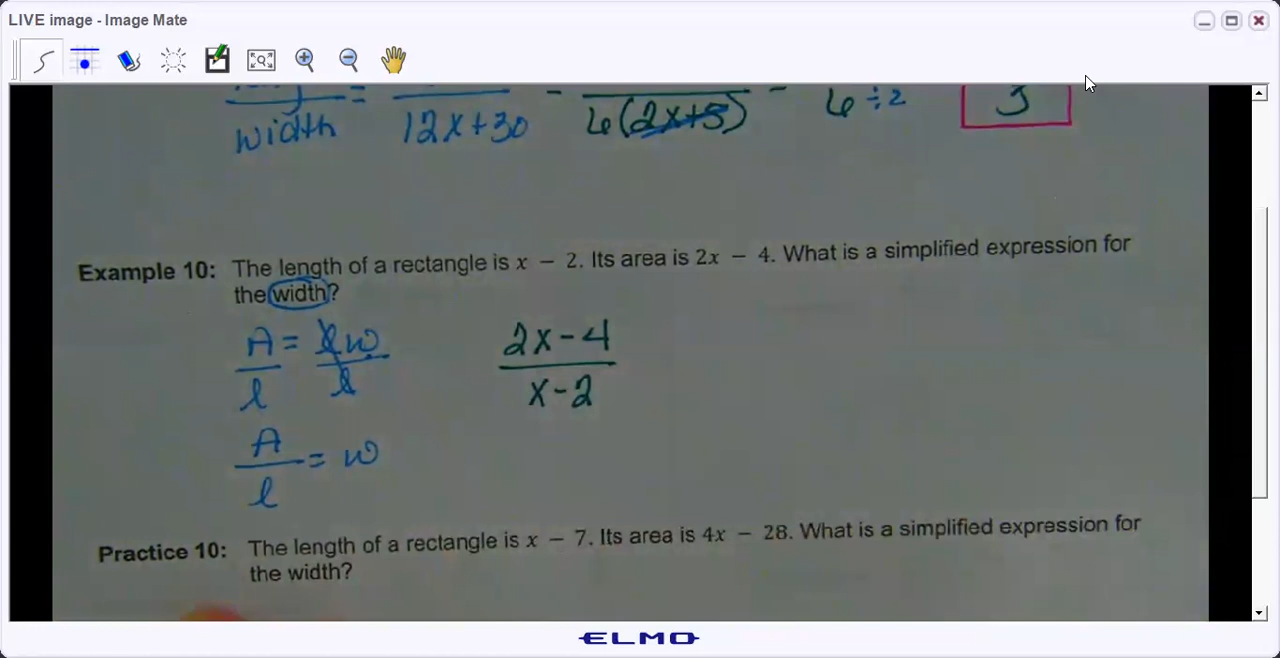 LIVE image - Image Mate
width = 12x+30 - 6(2x+5) - 6÷2 3
Example 10: The length of a rectangle is x − 2. Its area is 2x − 4. What is a simplified expression for
the width?
A = lw 2x-4
l l x-2
A = w
l
Practice 10: The length of a rectangle is x − 7. Its area is 4x − 28. What is a simplified expression for
the width?
ELMO